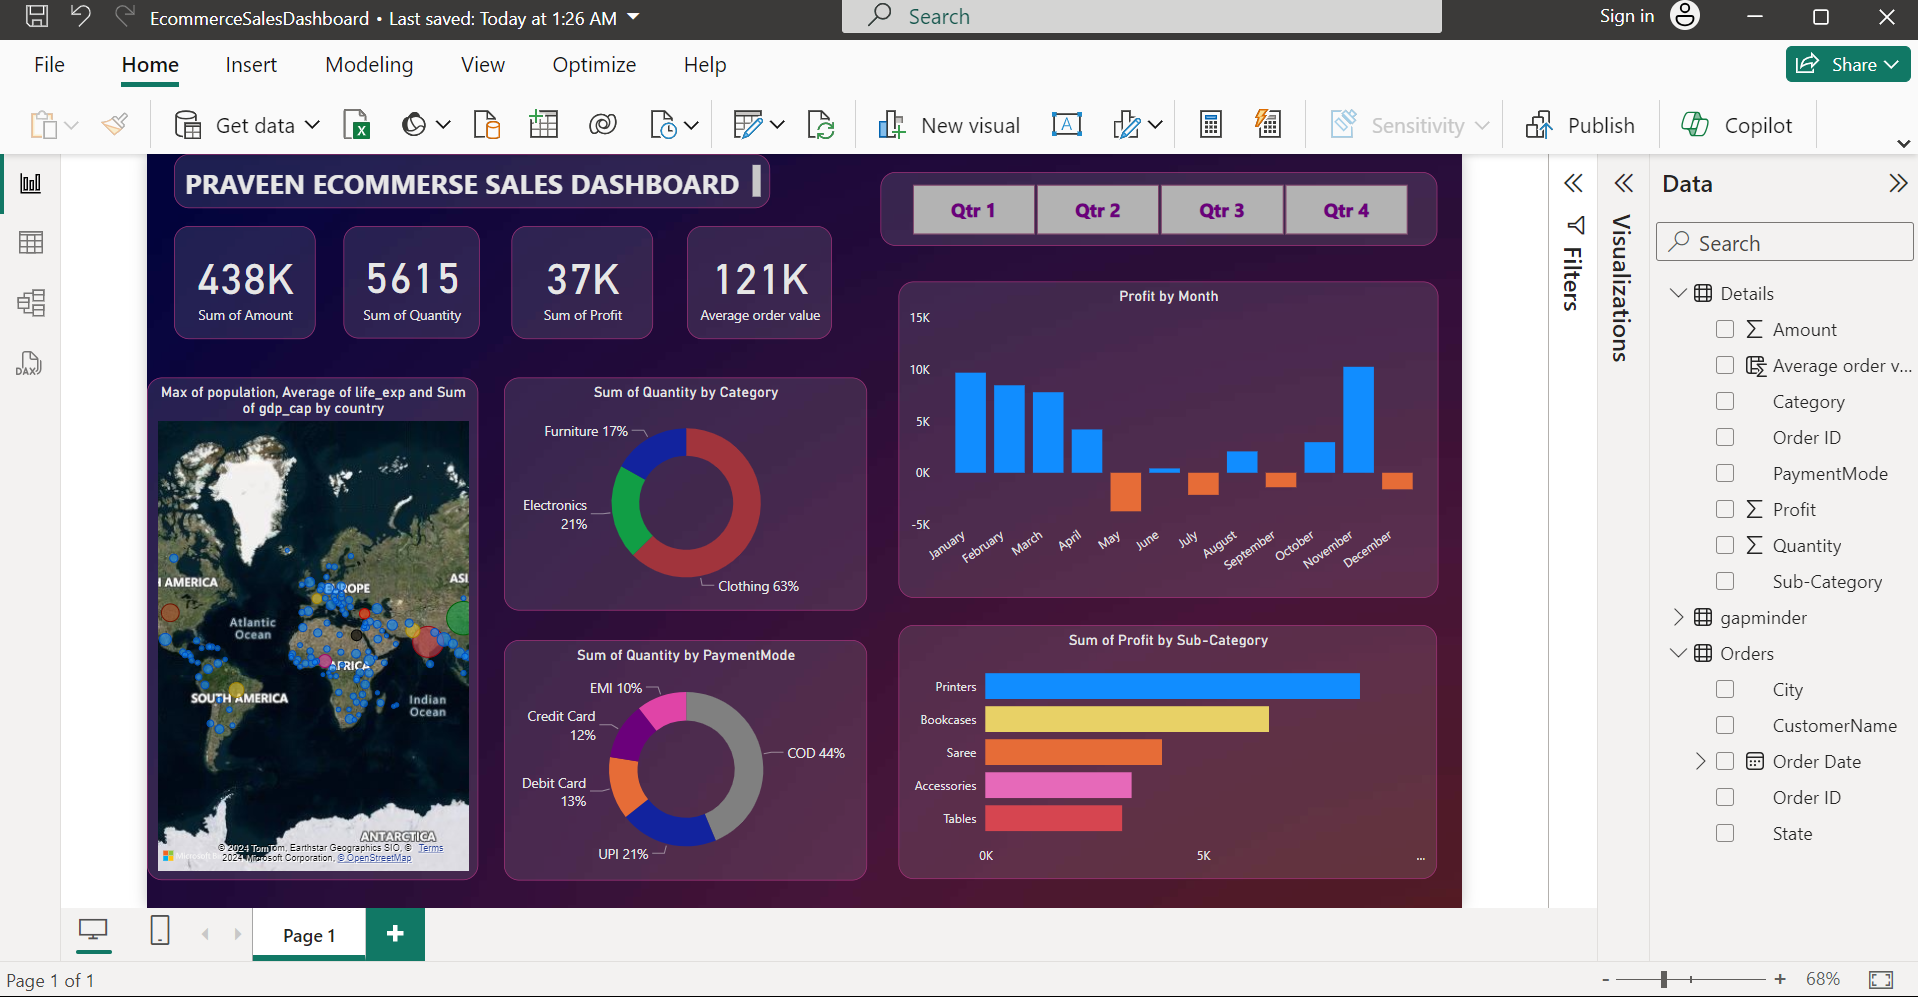 EcommerceSalesDashboard • Last saved: Today at 1:26 AM
Search
Sign in
File Home Insert Modeling View Optimize Help
Share
Get data
New visual
Sensitivity
Publish
Copilot
PRAVEEN ECOMMERSE SALES DASHBOARD
Qtr 1 Qtr 2 Qtr 3 Qtr 4
438K
Sum of Amount
5615
Sum of Quantity
37K
Sum of Profit
121K
Average order value
Max of population, Average of life_exp and Sum
of gdp_cap by country
AMERICA
EUROPE
ASI
Atlantic
Ocean
AFRICA
SOUTH AMERICA
Indian
Ocean
ANTARCTICA
© 2024 TomTom, Earthstar Geographics SIO, © Terms
2024 Microsoft Corporation, © OpenStreetMap
Sum of Quantity by Category
Furniture 17%
Electronics
21%
Clothing 63%
Sum of Quantity by PaymentMode
EMI 10%
Credit Card
12%
COD 44%
Debit Card
13%
UPI 21%
Profit by Month
15K
10K
5K
0K
-5K
January February March April May June July August September October November December
Sum of Profit by Sub-Category
Printers
Bookcases
Saree
Accessories
Tables
0K 5K ...
Filters
Visualizations
Data
Search
Details
Amount
Average order v...
Category
Order ID
PaymentMode
Profit
Quantity
Sub-Category
gapminder
Orders
City
CustomerName
Order Date
Order ID
State
DAX
Page 1
+
Page 1 of 1
- + 68%